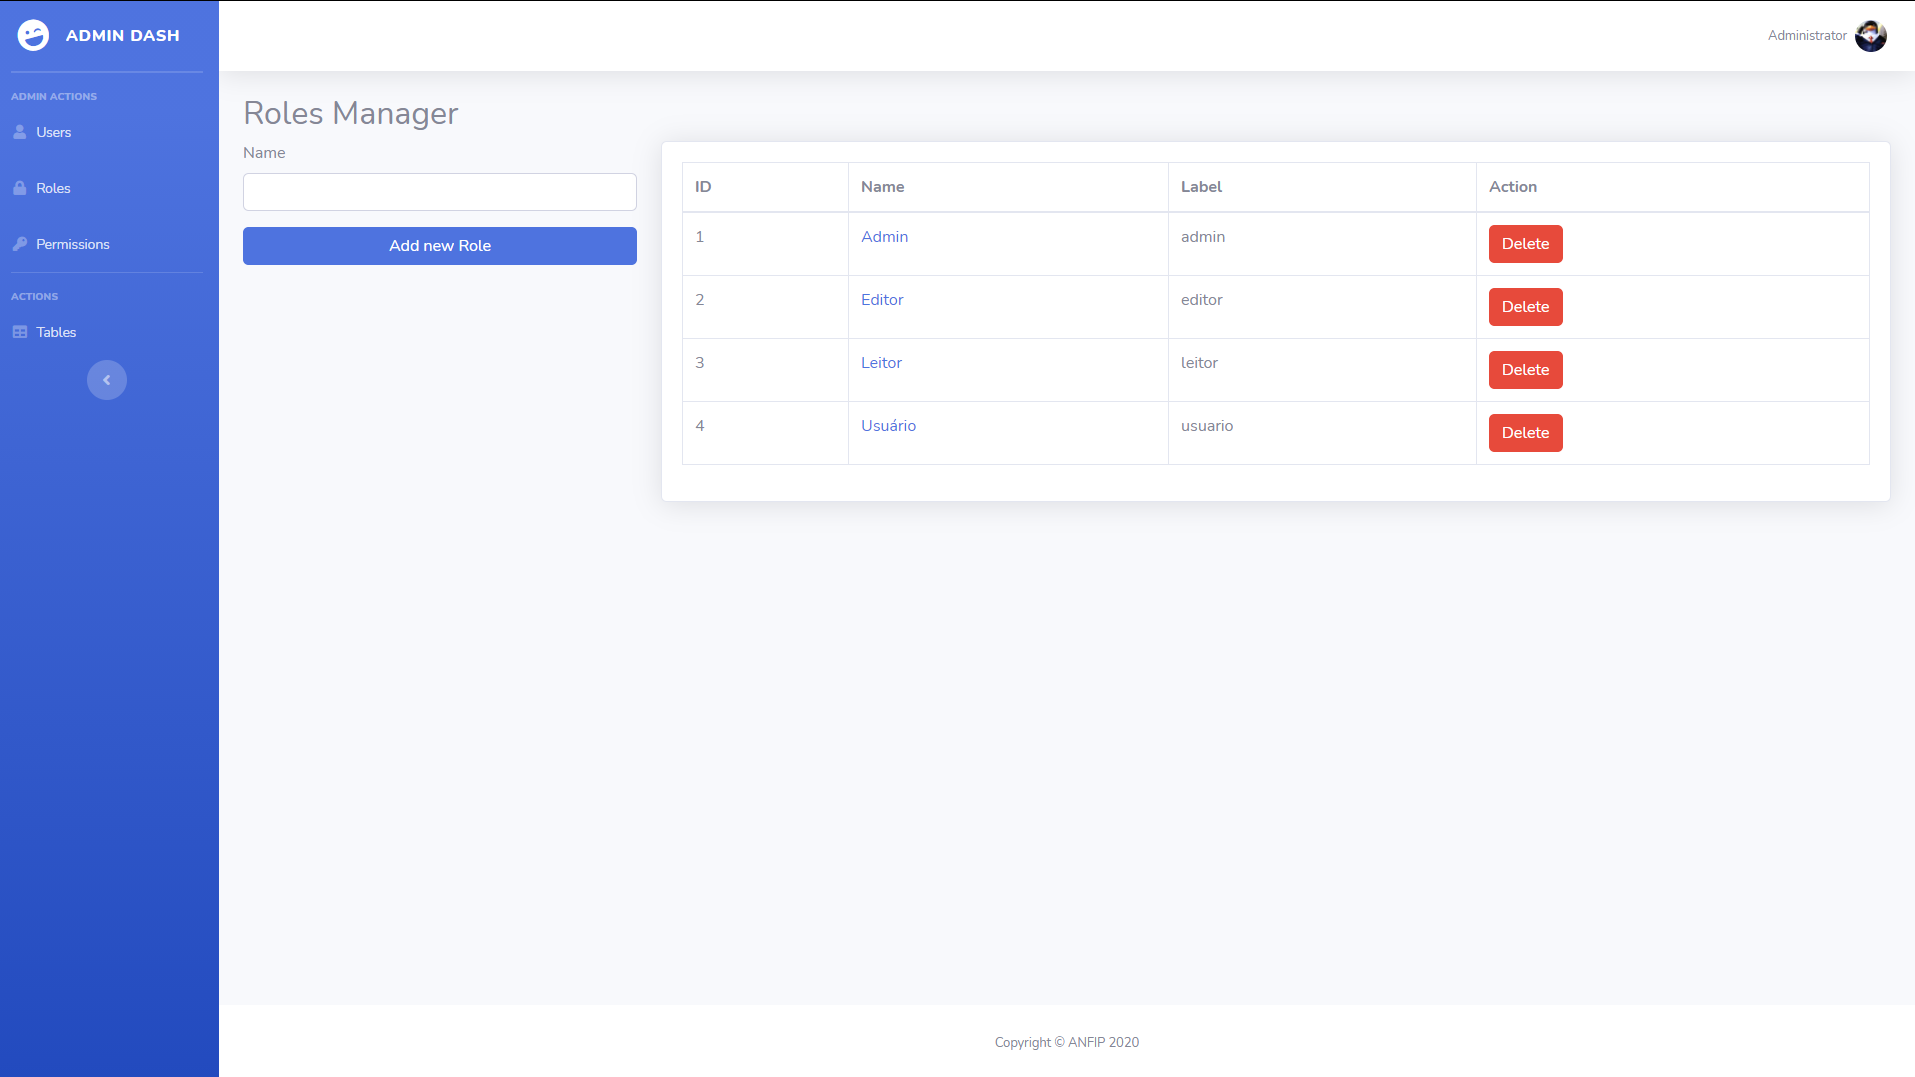 ADMIN DASH
Administrator
ADMIN ACTIONS
Users
Roles
Permissions
ACTIONS
Tables
Roles Manager
Name
Add new Role
ID Name Label Action
1 Admin admin Delete
2 Editor editor Delete
3 Leitor leitor Delete
4 Usuário usuario Delete
Copyright © ANFIP 2020